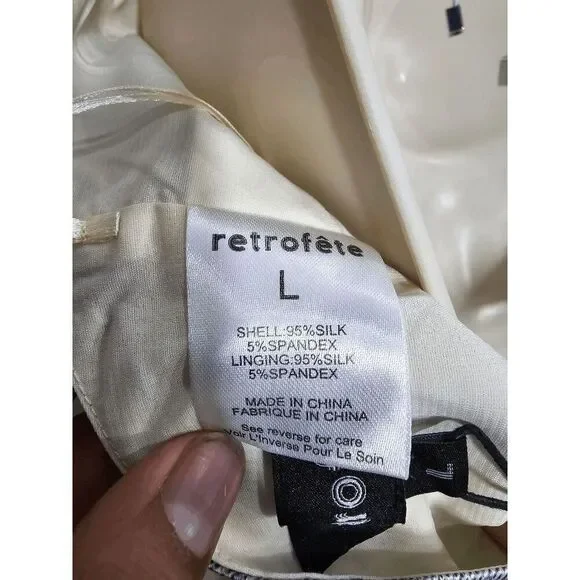 retrofête
L
SHELL:95%SILK
5%SPANDEX
LINGING:95%SILK
5%SPANDEX
MADE IN CHINA
FABRIQUE IN CHINA
See reverse for care
Voir L'Inverse Pour Le Soin
L